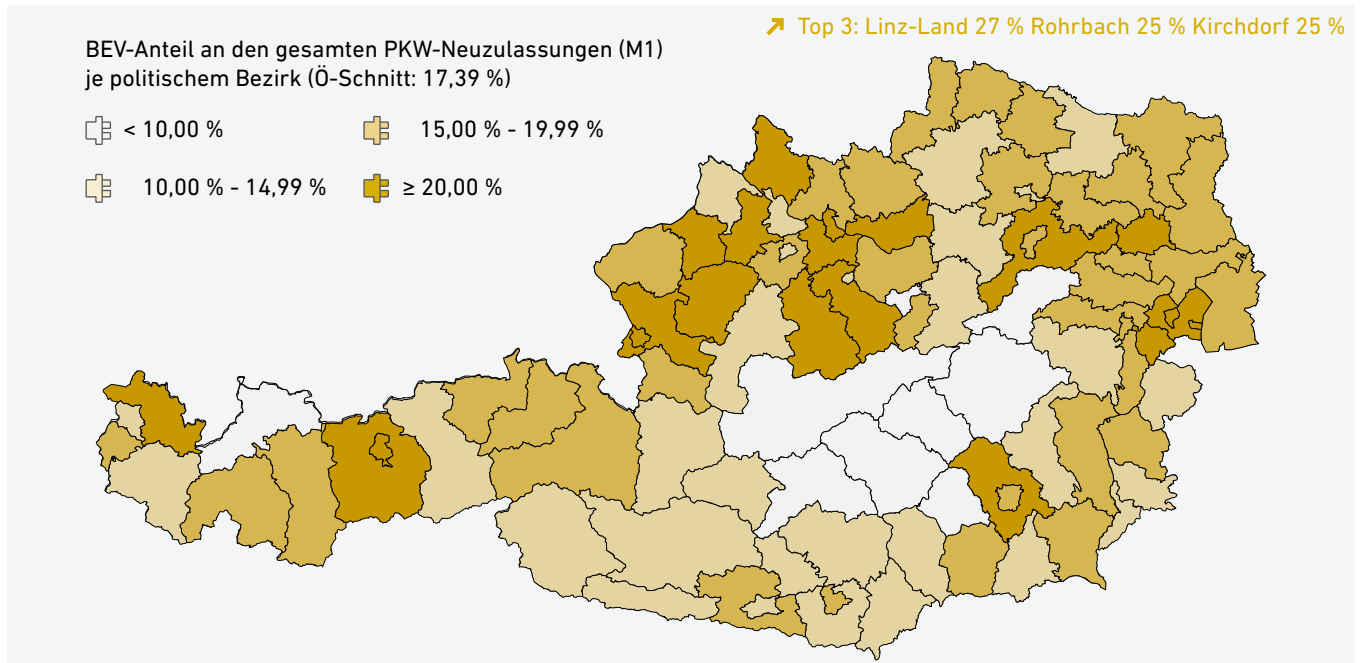 ↗ Top 3: Linz-Land 27 % Rohrbach 25 % Kirchdorf 25 %
BEV-Anteil an den gesamten PKW-Neuzulassungen (M1)
je politischem Bezirk (Ö-Schnitt: 17,39 %)
< 10,00 %
15,00 % - 19,99 %
10,00 % - 14,99 %
≥ 20,00 %